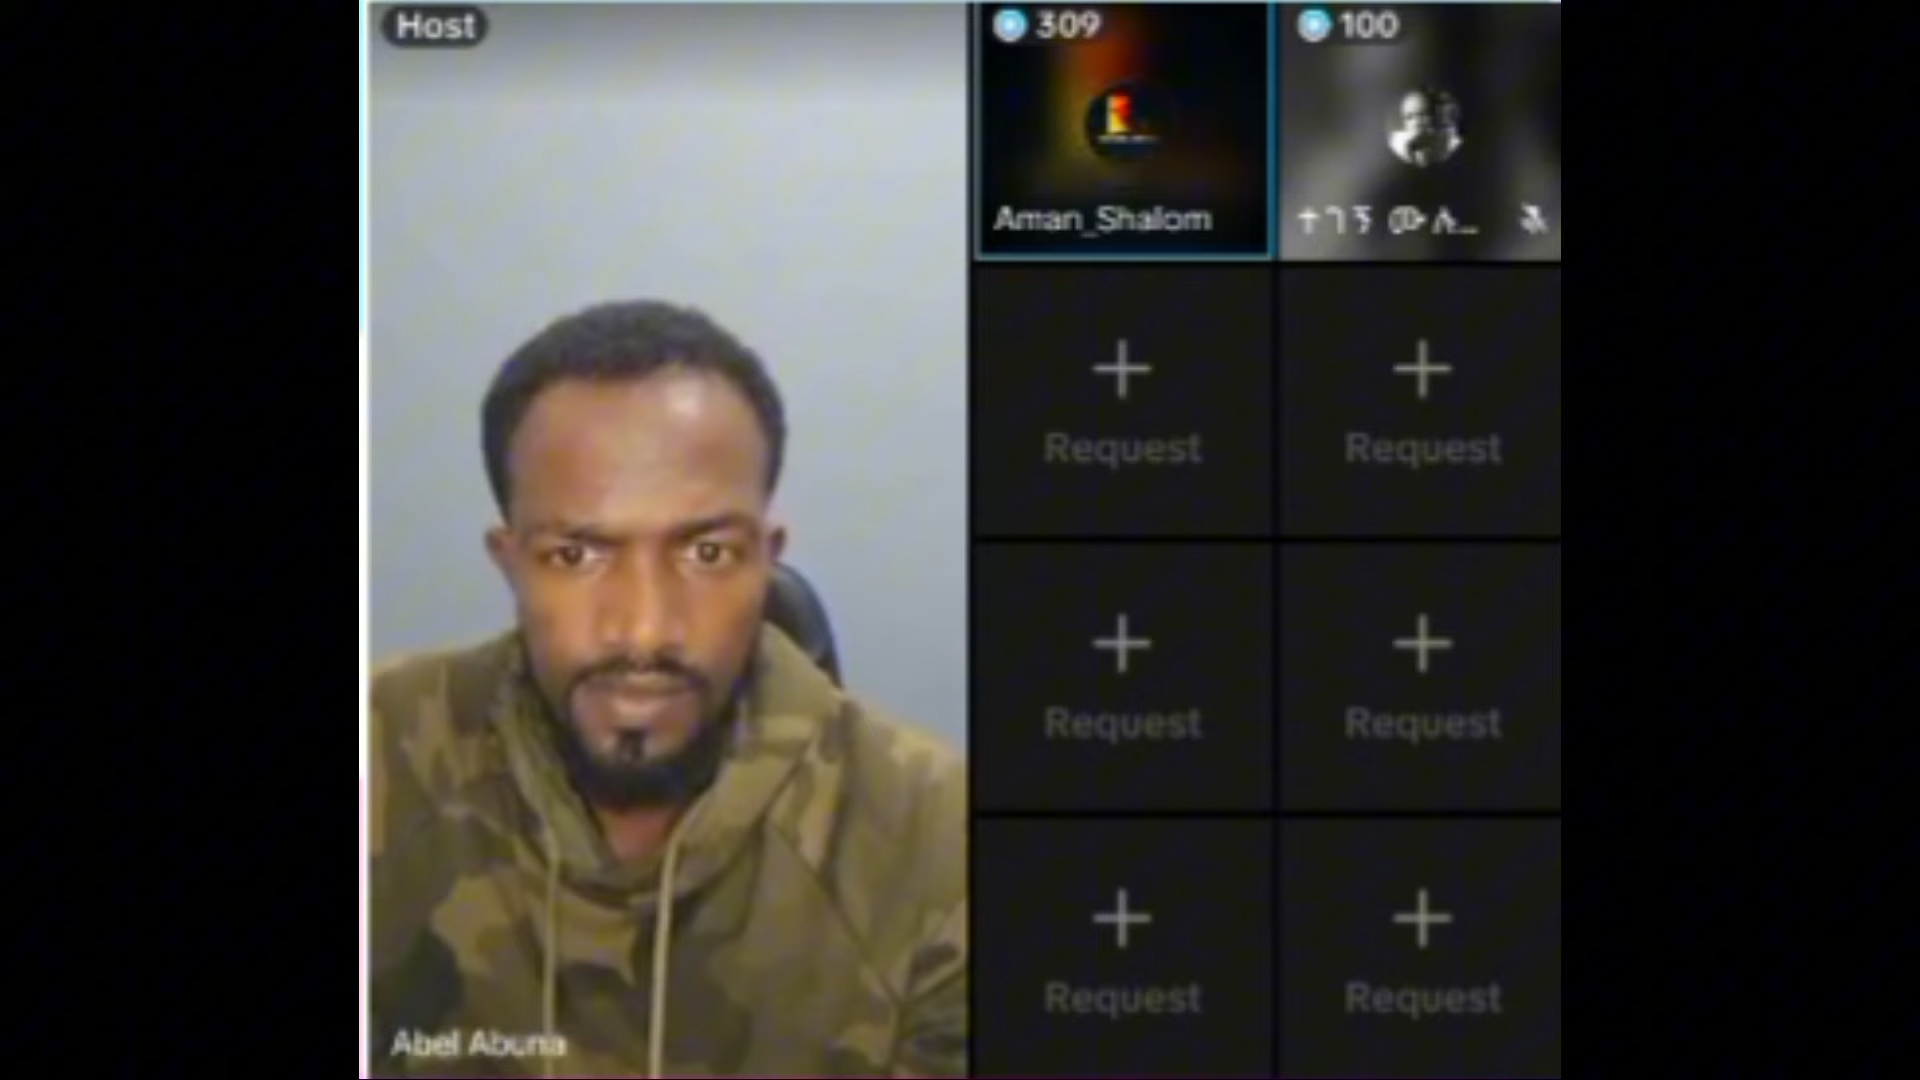 Host
309
100
Aman_Shalom
Request
Request
Request
Request
Request
Request
Abel Abuna